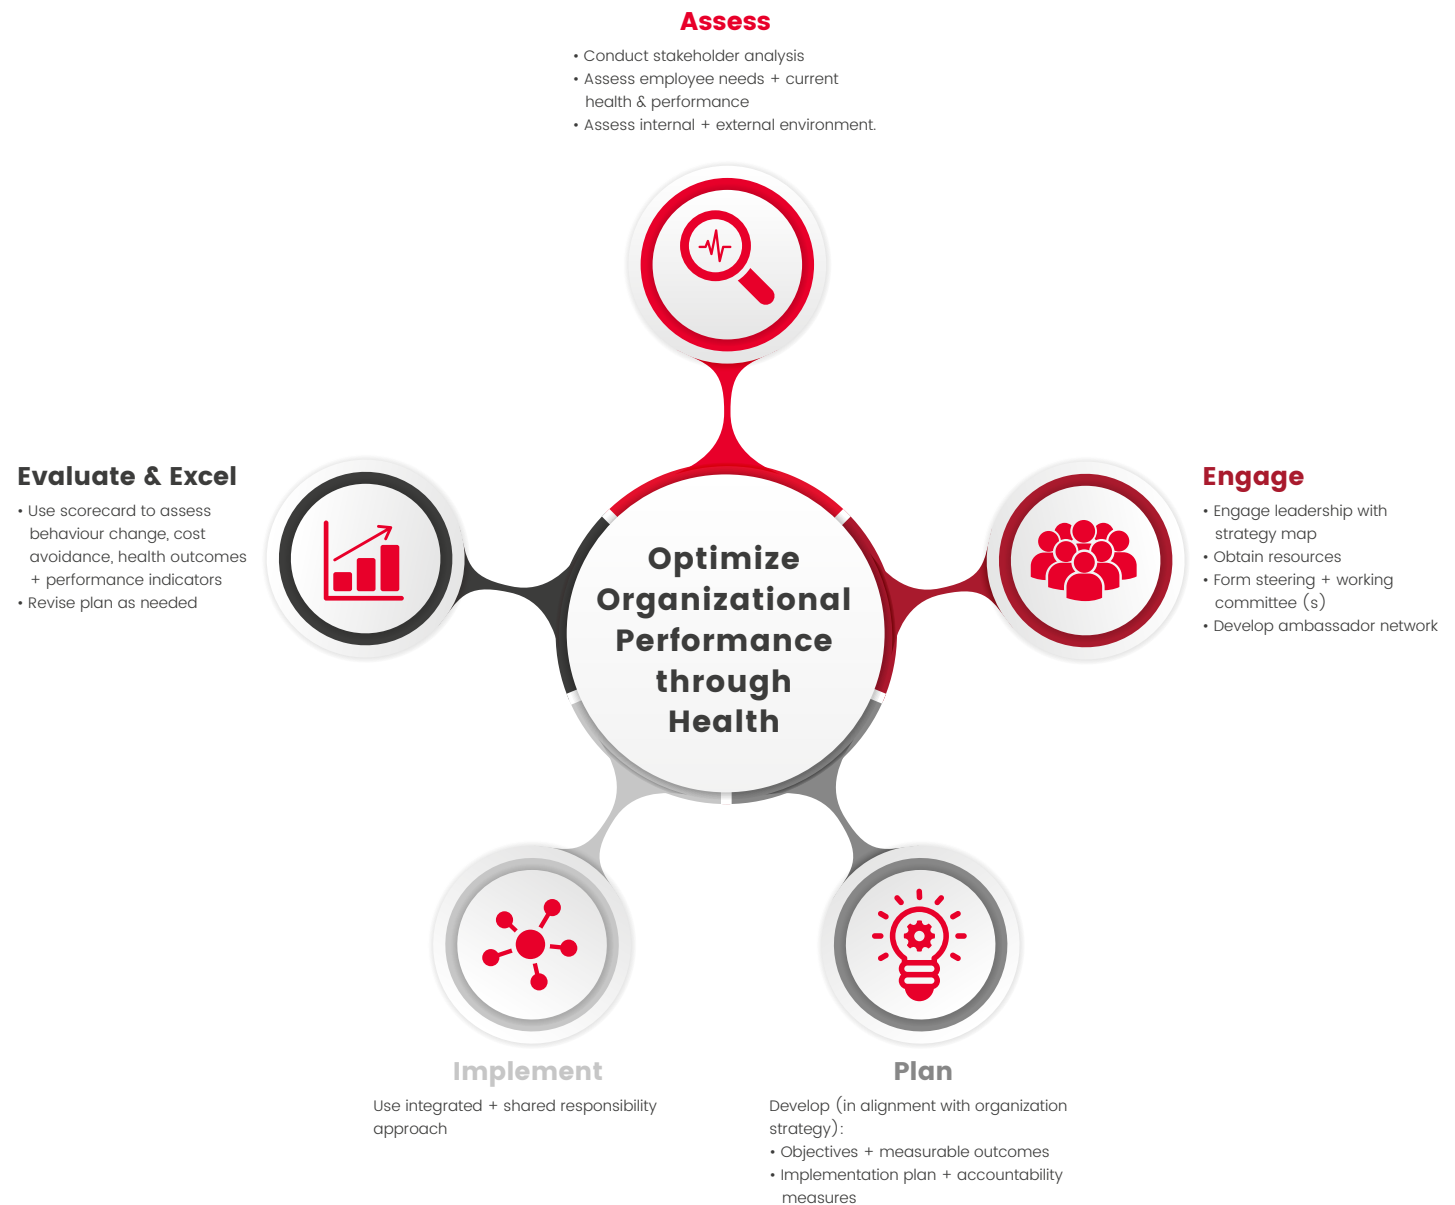 Assess
• Conduct stakeholder analysis
• Assess employee needs + current
health & performance
• Assess internal + external environment.
Evaluate & Excel
• Use scorecard to assess
behaviour change, cost
avoidance, health outcomes
+ performance indicators
• Revise plan as needed
Optimize
Organizational
Performance
through
Health
Engage
• Engage leadership with
strategy map
• Obtain resources
• Form steering + working
committee (s)
• Develop ambassador network
Implement
Use integrated + shared responsibility
approach
Plan
Develop (in alignment with organization
strategy):
• Objectives + measurable outcomes
• Implementation plan + accountability
measures